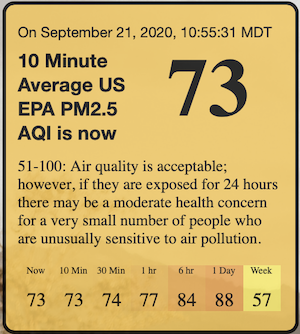 On September 21, 2020, 10:55:31 MDT
10 Minute
Average US
EPA PM2.5
AQI is now
73
51-100: Air quality is acceptable;
however, if they are exposed for 24 hours
there may be a moderate health concern
for a very small number of people who
are unusually sensitive to air pollution.
Now 10 Min 30 Min 1 hr 6 hr 1 Day Week
73 73 74 77 84 88 57